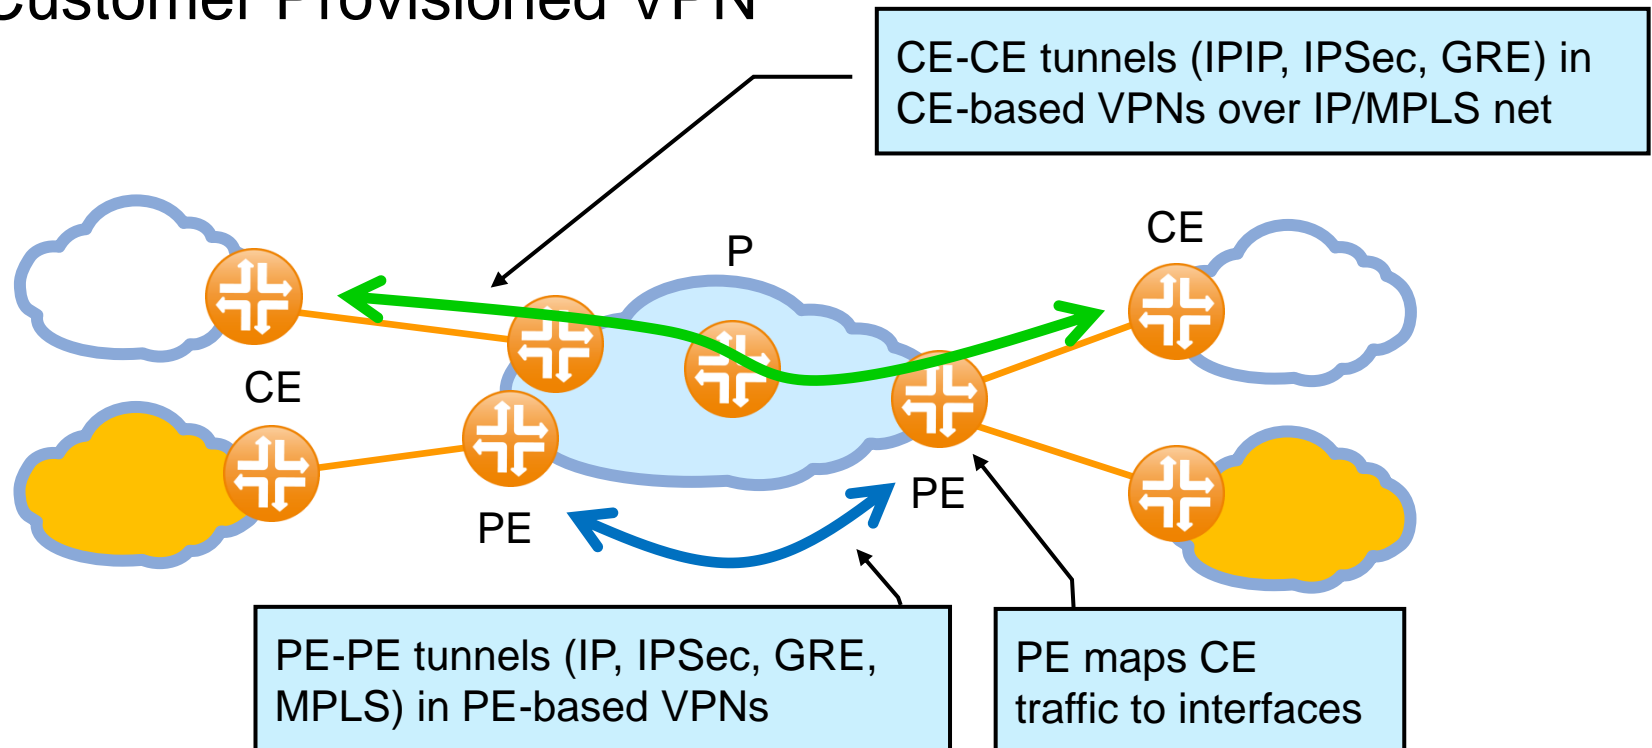 Customer Provisioned VPN
CE-CE tunnels (IPIP, IPSec, GRE) in
CE-based VPNs over IP/MPLS net
P
CE
CE
PE
PE
PE-PE tunnels (IP, IPSec, GRE,
MPLS) in PE-based VPNs
PE maps CE
traffic to interfaces